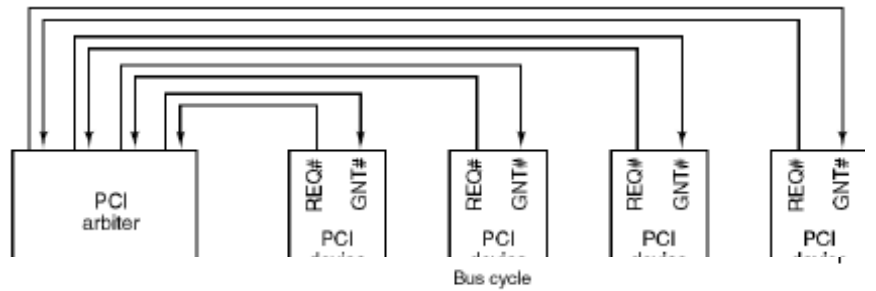 REQ# GNT# REQ# GNT# REQ# GNT# REQ# GNT#
PCI arbiter
PCI
PCI
PCI
PCI
Bus cycle